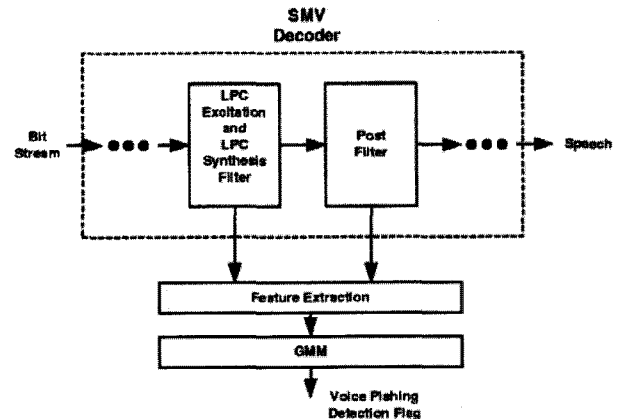 SMV
Decoder
LPC
Excitation
and
LPC
Synthesis
Filter
Post
Filter
Bit
Stream
Speech
Feature Extraction
GMM
Voice Pishing
Detection Flag